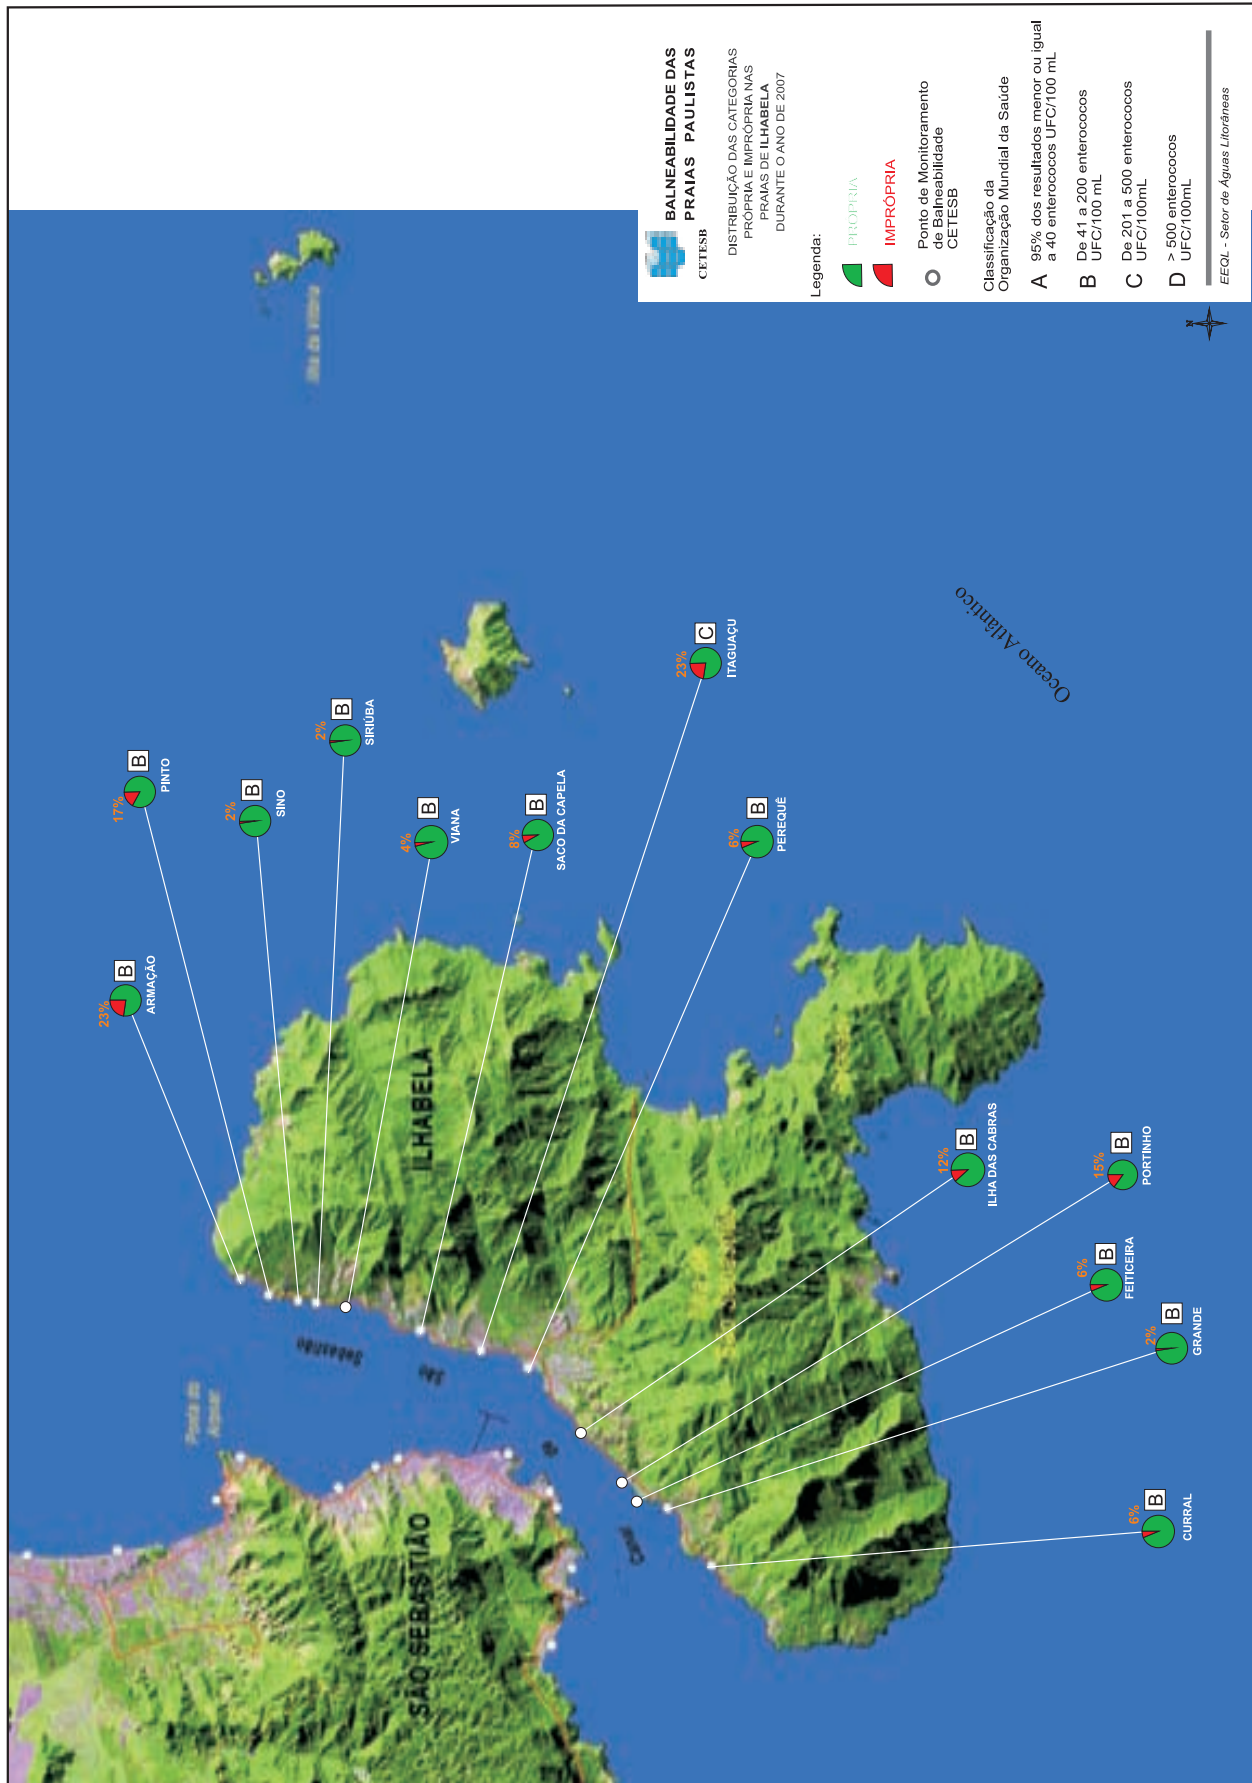 BALNEABILIDADE DAS
PRAIAS PAULISTAS
CETESB
DISTRIBUIÇÃO DAS CATEGORIAS
PRÓPRIA E IMPRÓPRIA NAS
PRAIAS DE ILHABELA
DURANTE O ANO DE 2007
Legenda:
PRÓPRIA
IMPRÓPRIA
Ponto de Monitoramento
de Balneabilidade
CETESB
Classificação da
Organização Mundial da Saúde
A 95% dos resultados menor ou igual
a 40 enterococos UFC/100 mL
B De 41 a 200 enterococos
UFC/100 mL
C De 201 a 500 enterococos
UFC/100mL
D > 500 enterococos
UFC/100mL
EEQL - Setor de Águas Litorâneas
N
23%
B
ARMAÇÃO
17%
B
PINTO
2%
B
SINO
2%
B
SIRIÚBA
4%
B
VIANA
8%
B
SACO DA CAPELA
23%
C
ITAGUAÇU
6%
B
PEREQUÊ
12%
B
ILHA DAS CABRAS
15%
B
PORTINHO
6%
B
FEITICEIRA
2%
B
GRANDE
6%
B
CURRAL
ILHABELA
SÃO SEBASTIÃO
Oceano Atlântico
Canal
de
São
Sebastião